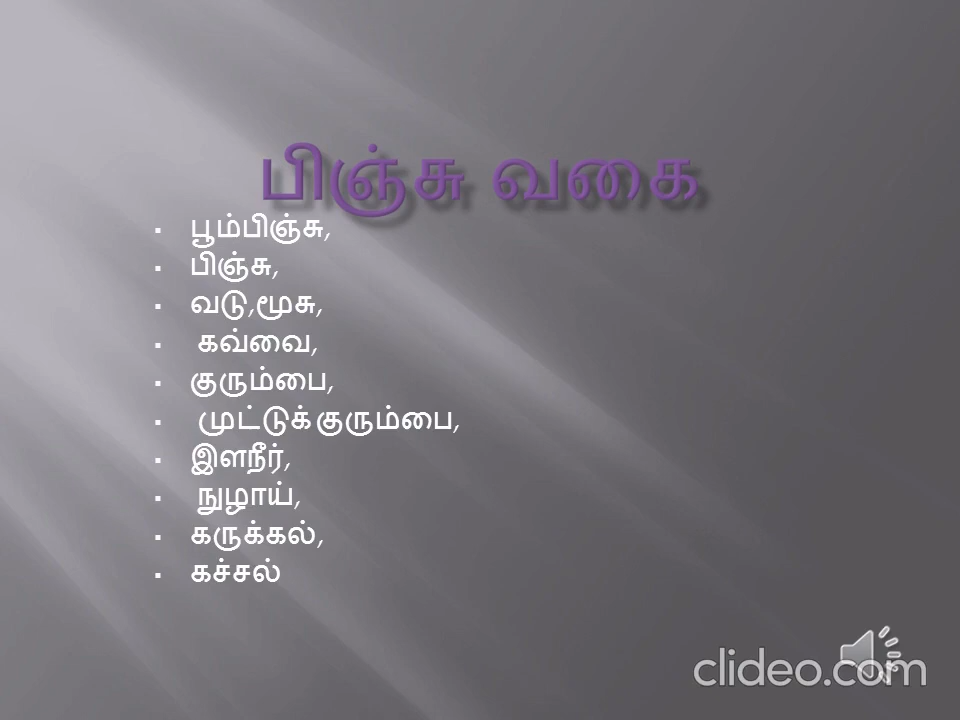 பிஞ்சு வகை
▪ பூம்பிஞ்சு,
▪ பிஞ்சு,
▪ வடு,மூசு,
▪ கவ்வை,
▪ குரும்பை,
▪ முட்டுக்குரும்பை,
▪ இளநீர்,
▪ நுழாய்,
▪ கருக்கல்,
▪ கச்சல்
clideo.com